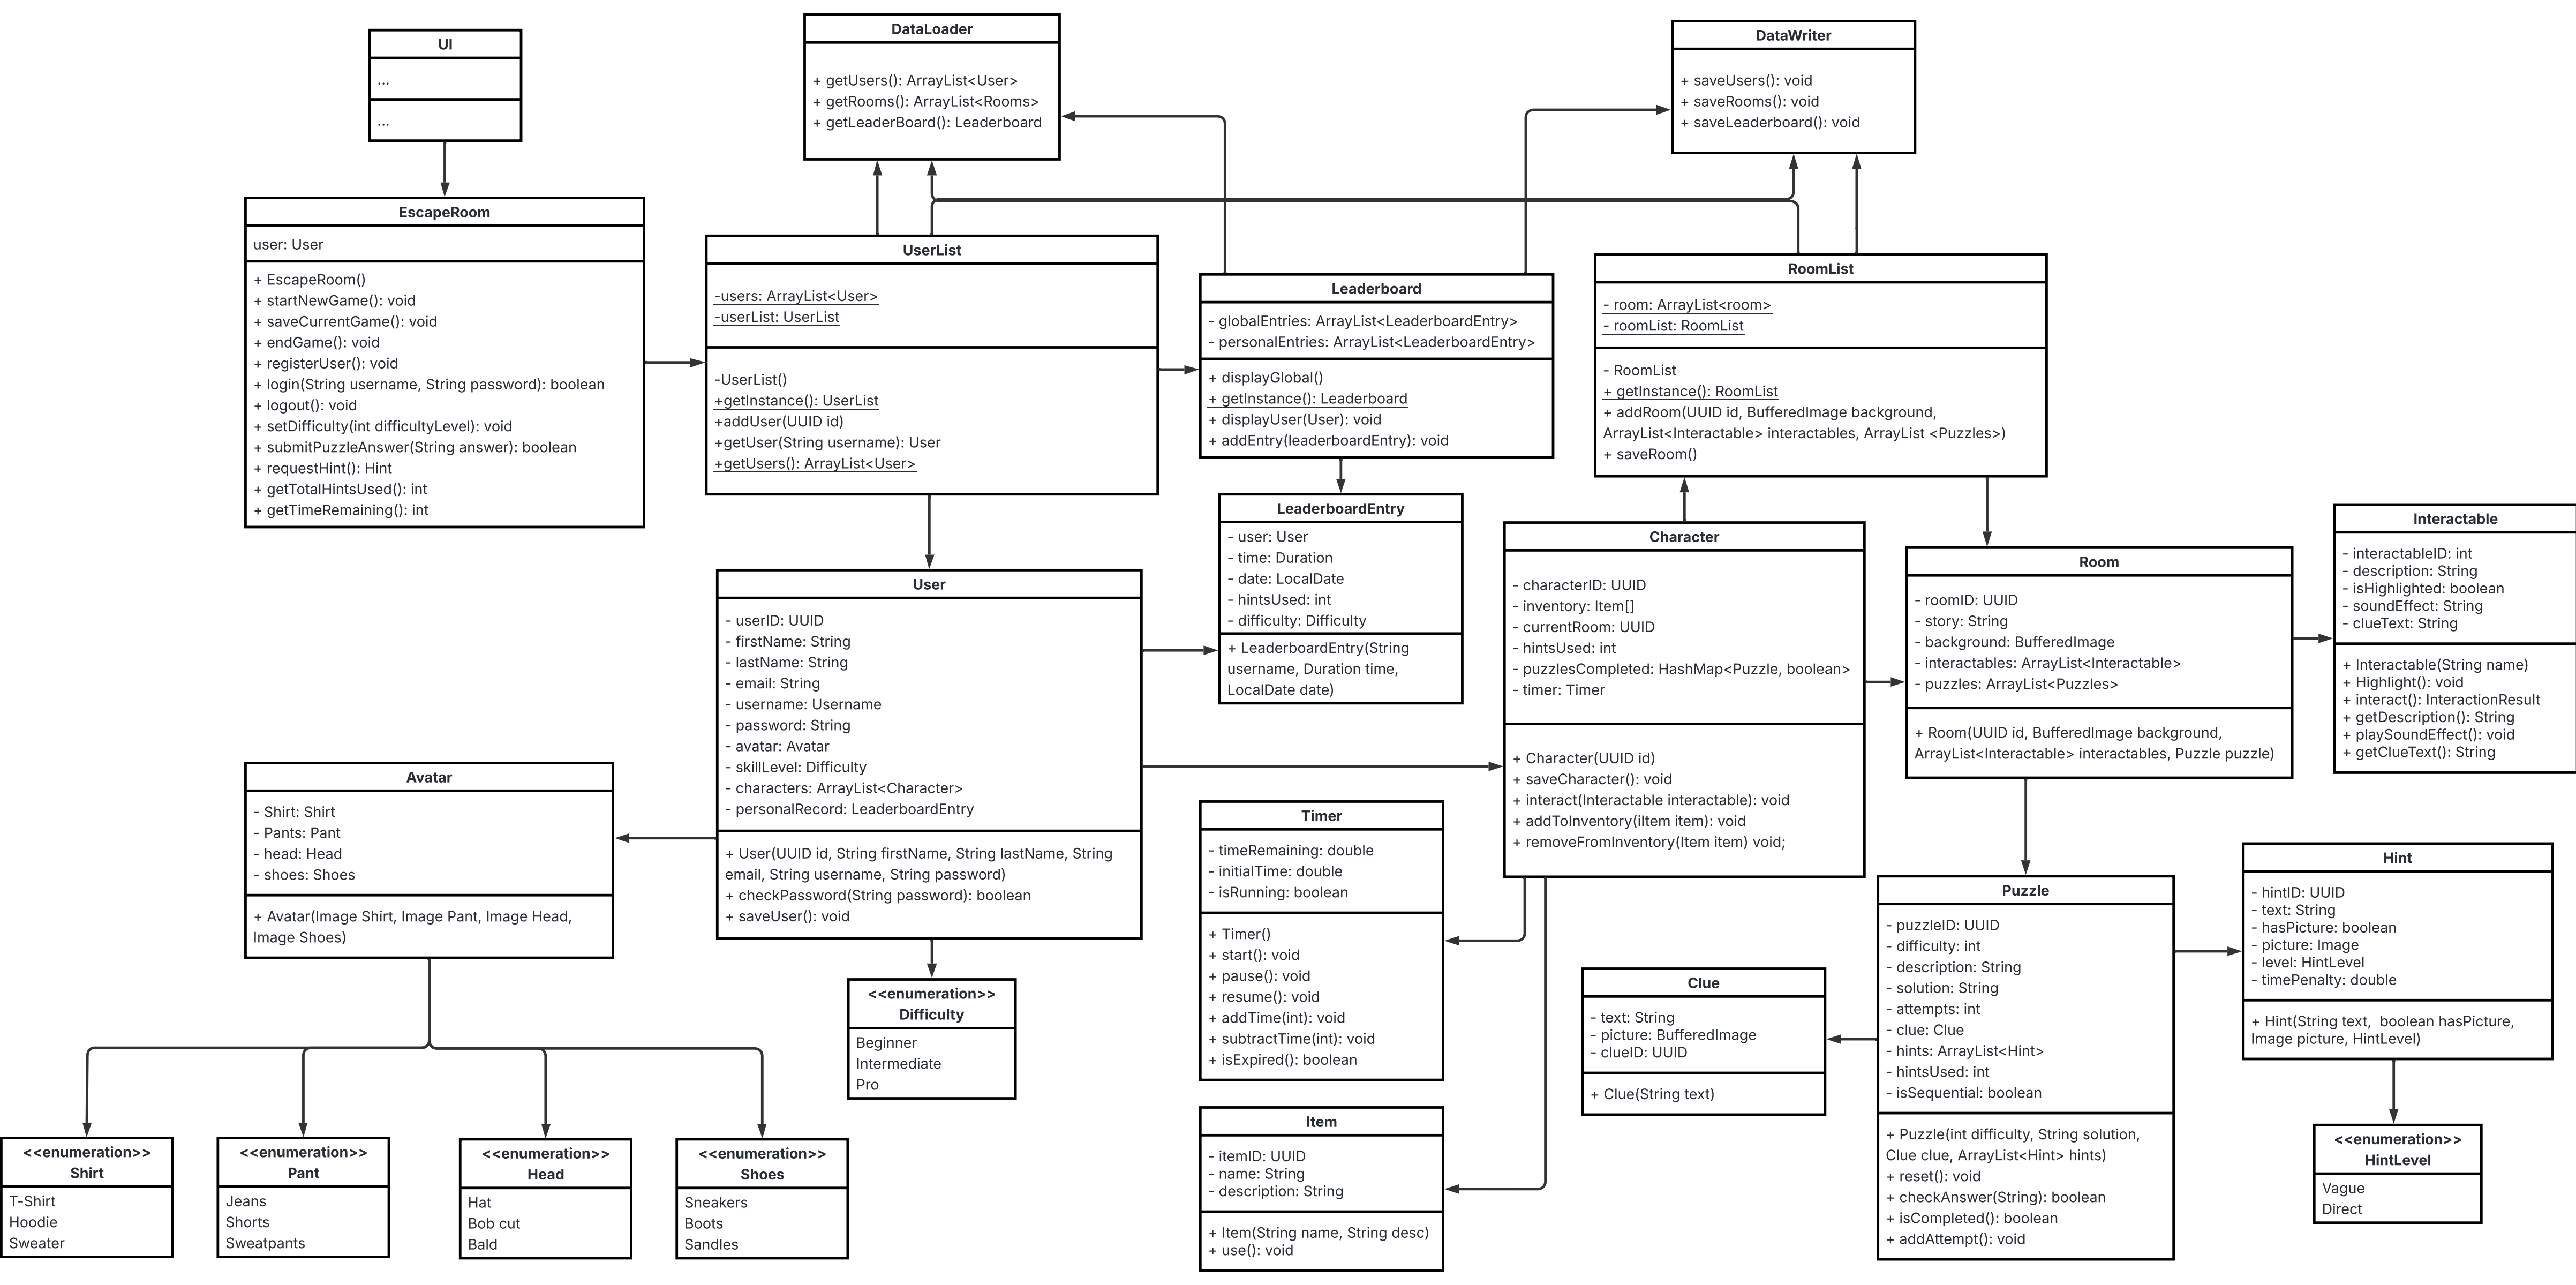 UI
...
...
DataLoader
+ getUsers(): ArrayList<User>
+ getRooms(): ArrayList<Rooms>
+ getLeaderBoard(): Leaderboard
DataWriter
+ saveUsers(): void
+ saveRooms(): void
+ saveLeaderboard(): void
EscapeRoom
user: User
+ EscapeRoom()
+ startNewGame(): void
+ saveCurrentGame(): void
+ endGame(): void
+ registerUser(): void
+ login(String username, String password): boolean
+ logout(): void
+ setDifficulty(int difficultyLevel): void
+ submitPuzzleAnswer(String answer): boolean
+ requestHint(): Hint
+ getTotalHintsUsed(): int
+ getTimeRemaining(): int
UserList
-users: ArrayList<User>
-userList: UserList
-UserList()
+getInstance(): UserList
+addUser(UUID id)
+getUser(String username): User
+getUsers(): ArrayList<User>
Leaderboard
- globalEntries: ArrayList<LeaderboardEntry>
- personalEntries: ArrayList<LeaderboardEntry>
+ displayGlobal()
+ getInstance(): Leaderboard
+ displayUser(User): void
+ addEntry(leaderboardEntry): void
RoomList
- room: ArrayList<room>
- roomList: RoomList
- RoomList
+ getInstance(): RoomList
+ addRoom(UUID id, BufferedImage background,
ArrayList<Interactable> interactables, ArrayList <Puzzles>)
+ saveRoom()
LeaderboardEntry
- user: User
- time: Duration
- date: LocalDate
- hintsUsed: int
- difficulty: Difficulty
+ LeaderboardEntry(String
username, Duration time,
LocalDate date)
Character
- characterID: UUID
- inventory: Item[]
- currentRoom: UUID
- hintsUsed: int
- puzzlesCompleted: HashMap<Puzzle, boolean>
- timer: Timer
+ Character(UUID id)
+ saveCharacter(): void
+ interact(Interactable interactable): void
+ addToInventory(iItem item): void
+ removeFromInventory(Item item) void;
Room
- roomID: UUID
- story: String
- background: BufferedImage
- interactables: ArrayList<Interactable>
- puzzles: ArrayList<Puzzles>
+ Room(UUID id, BufferedImage background,
ArrayList<Interactable> interactables, Puzzle puzzle)
Interactable
- interactableID: int
- description: String
- isHighlighted: boolean
- soundEffect: String
- clueText: String
+ Interactable(String name)
+ Highlight(): void
+ interact(): InteractionResult
+ getDescription(): String
+ playSoundEffect(): void
+ getClueText(): String
User
- userID: UUID
- firstName: String
- lastName: String
- email: String
- username: Username
- password: String
- avatar: Avatar
- skillLevel: Difficulty
- characters: ArrayList<Character>
- personalRecord: LeaderboardEntry
+ User(UUID id, String firstName, String lastName, String
email, String username, String password)
+ checkPassword(String password): boolean
+ saveUser(): void
Avatar
- Shirt: Shirt
- Pants: Pant
- head: Head
- shoes: Shoes
+ Avatar(Image Shirt, Image Pant, Image Head,
Image Shoes)
Timer
- timeRemaining: double
- initialTime: double
- isRunning: boolean
+ Timer()
+ start(): void
+ pause(): void
+ resume(): void
+ addTime(int): void
+ subtractTime(int): void
+ isExpired(): boolean
Hint
- hintID: UUID
- text: String
- hasPicture: boolean
- picture: Image
- level: HintLevel
- timePenalty: double
+ Hint(String text,  boolean hasPicture,
Image picture, HintLevel)
Puzzle
- puzzleID: UUID
- difficulty: int
- description: String
- solution: String
- attempts: int
- clue: Clue
- hints: ArrayList<Hint>
- hintsUsed: int
- isSequential: boolean
+ Puzzle(int difficulty, String solution,
Clue clue, ArrayList<Hint> hints)
+ reset(): void
+ checkAnswer(String): boolean
+ isCompleted(): boolean
+ addAttempt(): void
Clue
- text: String
- picture: BufferedImage
- clueID: UUID
+ Clue(String text)
<<enumeration>>
Difficulty
Beginner
Intermediate
Pro
Item
- itemID: UUID
- name: String
- description: String
+ Item(String name, String desc)
+ use(): void
<<enumeration>>
HintLevel
Vague
Direct
<<enumeration>>
Shirt
T-Shirt
Hoodie
Sweater
<<enumeration>>
Pant
Jeans
Shorts
Sweatpants
<<enumeration>>
Head
Hat
Bob cut
Bald
<<enumeration>>
Shoes
Sneakers
Boots
Sandles